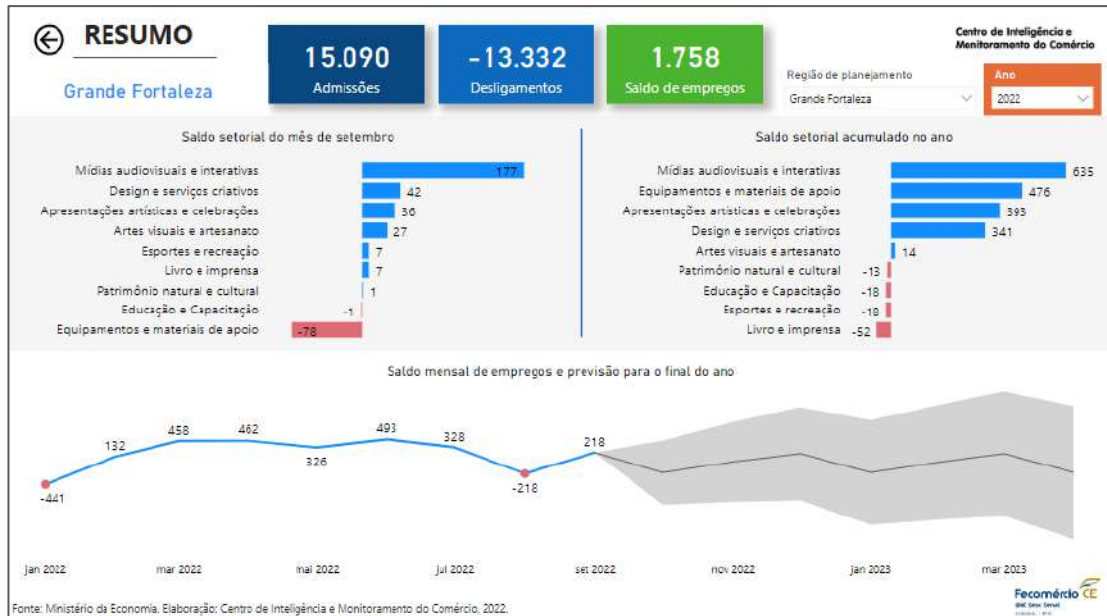 RESUMO
Grande Fortaleza
15.090
Admissões
-13.332
Desligamentos
1.758
Saldo de empregos
Centro de Inteligência e
Monitoramento do Comércio
Região de planejamento
Grande Fortaleza
Ano
2022
Saldo setorial do mês de setembro
Mídias audiovisuais e interativas 177
Design e serviços criativos 42
Apresentações artísticas e celebrações 36
Artes visuais e artesanato 27
Esportes e recreação 7
Livro e imprensa 7
Patrimônio natural e cultural 1
Educação e Capacitação -1
Equipamentos e materiais de apoio -78
Saldo setorial acumulado no ano
Mídias audiovisuais e interativas 635
Equipamentos e materiais de apoio 476
Apresentações artísticas e celebrações 393
Design e serviços criativos 341
Artes visuais e artesanato 14
Patrimônio natural e cultural -13
Educação e Capacitação -18
Esportes e recreação -18
Livro e imprensa -52
Saldo mensal de empregos e previsão para o final do ano
-441 132 458 462 326 493 328 -218 218
jan 2022 mar 2022 mai 2022 jul 2022 set 2022 nov 2022 jan 2023 mar 2023
Fonte: Ministério da Economia. Elaboração: Centro de Inteligência e Monitoramento do Comércio, 2022.
Fecomércio CE